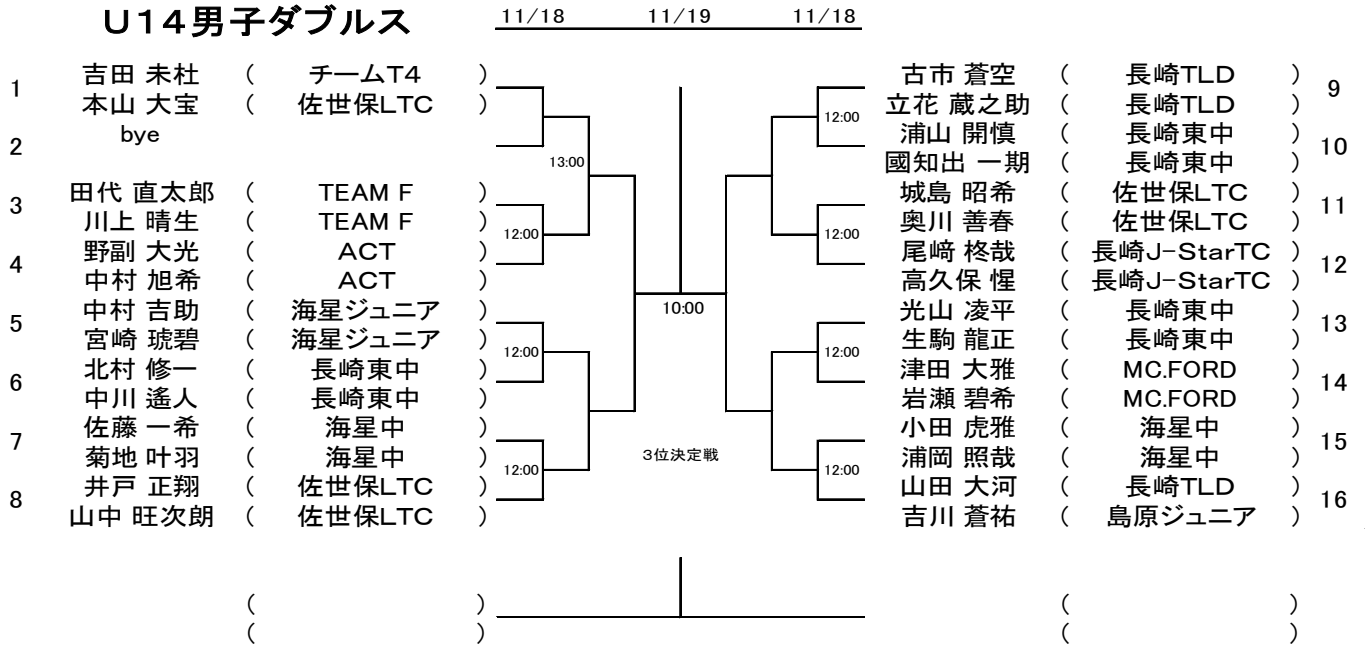 U14男子ダブルス
11/18 11/19 11/18
1 吉田 未杜 ( チームT4 )
本山 大宝 ( 佐世保LTC )
2 bye
3 田代 直太郎 ( TEAM F )
川上 晴生 ( TEAM F )
4 野副 大光 ( ACT )
中村 旭希 ( ACT )
5 中村 吉助 ( 海星ジュニア )
宮崎 琥碧 ( 海星ジュニア )
6 北村 修一 ( 長崎東中 )
中川 遙人 ( 長崎東中 )
7 佐藤 一希 ( 海星中 )
菊地 叶羽 ( 海星中 )
8 井戸 正翔 ( 佐世保LTC )
山中 旺次朗 ( 佐世保LTC )
13:00
12:00
12:00
12:00
10:00
3位決定戦
12:00
12:00
12:00
12:00
古市 蒼空 ( 長崎TLD ) 9
立花 蔵之助 ( 長崎TLD )
浦山 開慎 ( 長崎東中 ) 10
國知出 一期 ( 長崎東中 )
城島 昭希 ( 佐世保LTC ) 11
奥川 善春 ( 佐世保LTC )
尾﨑 柊哉 ( 長崎J-StarTC ) 12
高久保 惺 ( 長崎J-StarTC )
光山 凌平 ( 長崎東中 ) 13
生駒 龍正 ( 長崎東中 )
津田 大雅 ( MC.FORD ) 14
岩瀬 碧希 ( MC.FORD )
小田 虎雅 ( 海星中 ) 15
浦岡 照哉 ( 海星中 )
山田 大河 ( 長崎TLD ) 16
吉川 蒼祐 ( 島原ジュニア )
( )
( )
( )
( )